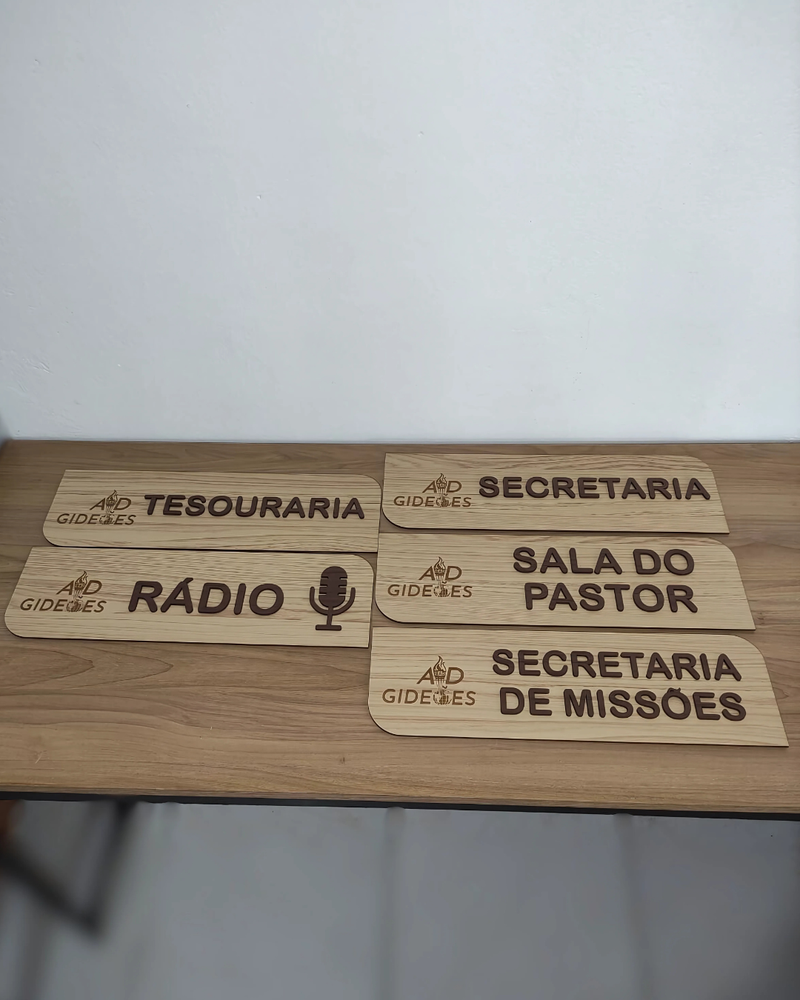 AD
GIDEÕES
TESOURARIA
AD
GIDEÕES
RÁDIO
AD
GIDEÕES
SECRETARIA
AD
GIDEÕES
SALA DO
PASTOR
AD
GIDEÕES
SECRETARIA
DE MISSÕES